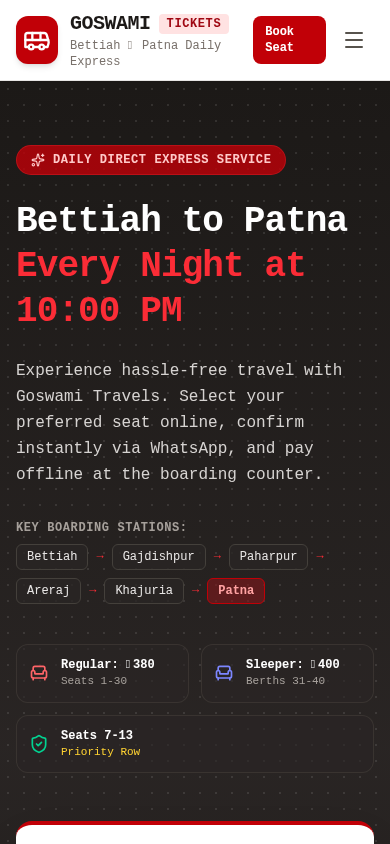 GOSWAMI TICKETS
Bettiah Patna Daily
Express
Book
Seat
DAILY DIRECT EXPRESS SERVICE
Bettiah to Patna
Every Night at
10:00 PM
Experience hassle-free travel with
Goswami Travels. Select your
preferred seat online, confirm
instantly via WhatsApp, and pay
offline at the boarding counter.
KEY BOARDING STATIONS:
Bettiah → Gajdishpur → Paharpur →
Areraj → Khajuria → Patna
Regular: 380
Seats 1-30
Sleeper: 400
Berths 31-40
Seats 7-13
Priority Row